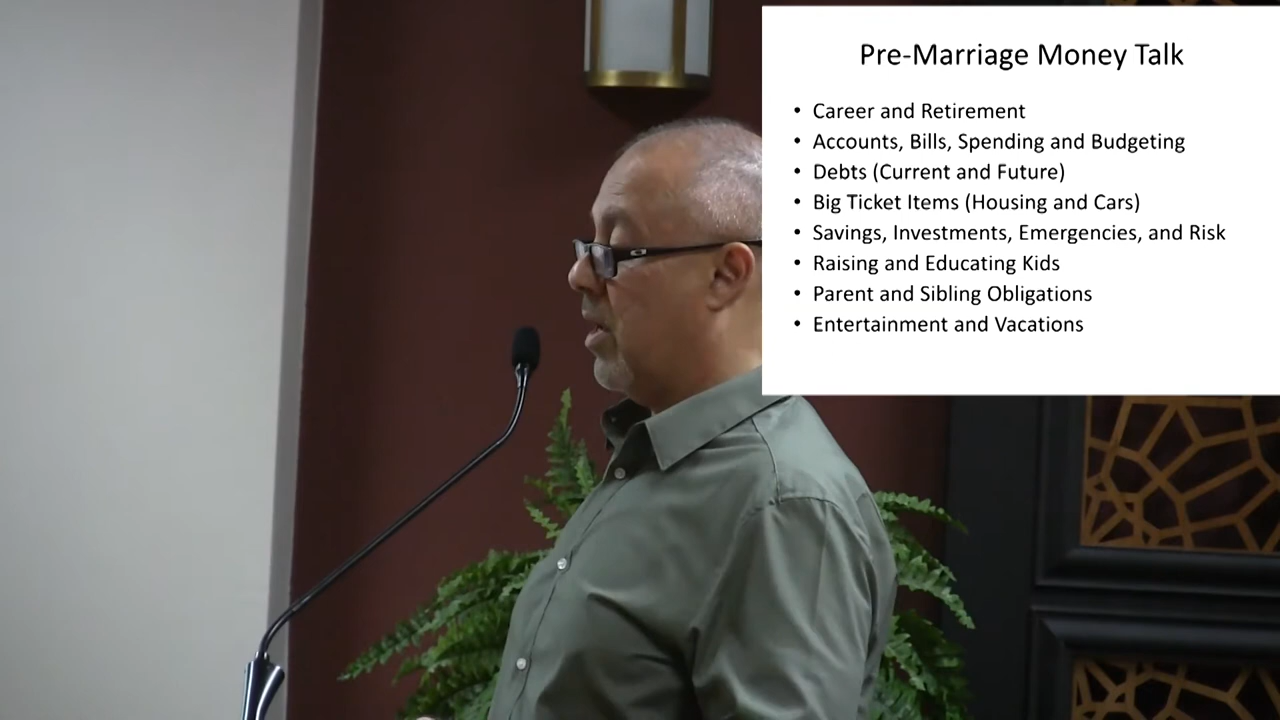 Pre-Marriage Money Talk
• Career and Retirement
• Accounts, Bills, Spending and Budgeting
• Debts (Current and Future)
• Big Ticket Items (Housing and Cars)
• Savings, Investments, Emergencies, and Risk
• Raising and Educating Kids
• Parent and Sibling Obligations
• Entertainment and Vacations